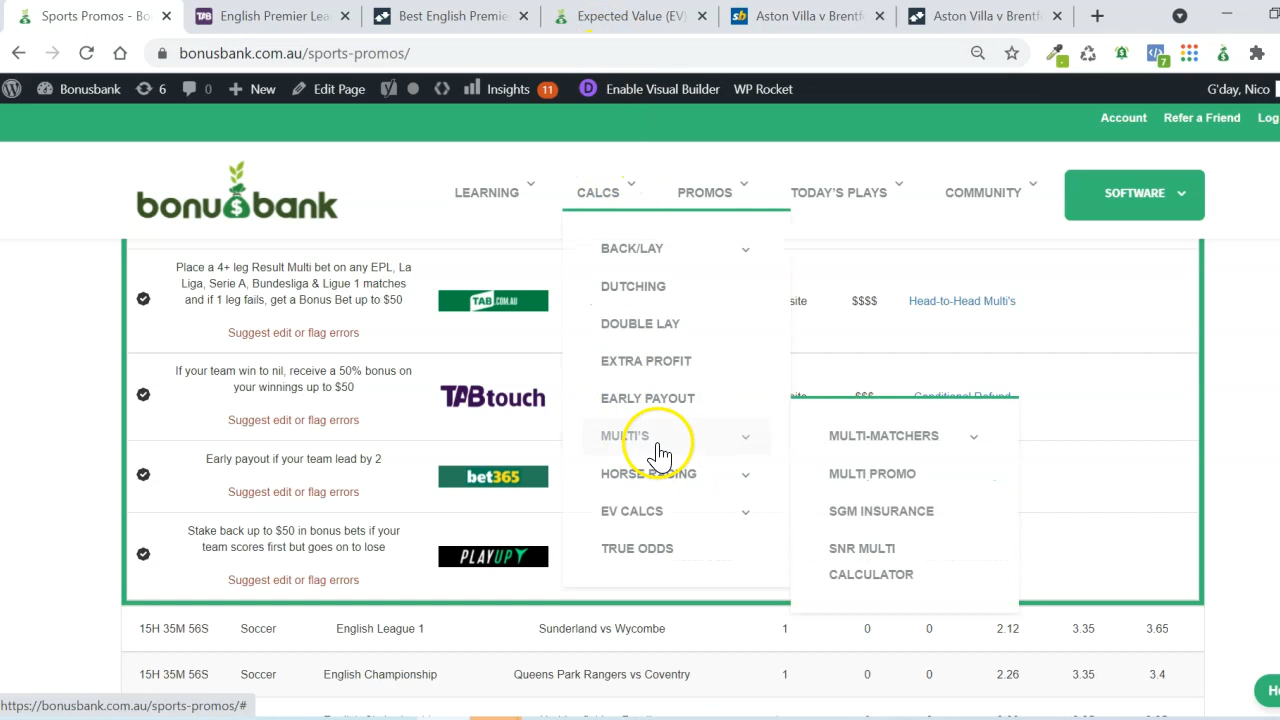 Sports Promos - Bo
English Premier Lea
Best English Premie
Expected Value (EV)
Aston Villa v Brentfo
Aston Villa v Brentfo
bonusbank.com.au/sports-promos/
7
Bonusbank
6
0
New
Edit Page
Insights
11
Enable Visual Builder
WP Rocket
G'day, Nico
Account
Refer a Friend
Log
bonusbank
LEARNING
CALCS
PROMOS
TODAY'S PLAYS
COMMUNITY
SOFTWARE
BACK/LAY
DUTCHING
DOUBLE LAY
EXTRA PROFIT
EARLY PAYOUT
MULTI'S
HORSE RACING
EV CALCS
TRUE ODDS
MULTI-MATCHERS
MULTI PROMO
SGM INSURANCE
SNR MULTI
CALCULATOR
Place a 4+ leg Result Multi bet on any EPL, La
Liga, Serie A, Bundesliga & Ligue 1 matches
and if 1 leg fails, get a Bonus Bet up to $50
Suggest edit or flag errors
TAB.COM.AU
site
$$$$
Head-to-Head Multi's
If your team win to nil, receive a 50% bonus on
your winnings up to $50
Suggest edit or flag errors
TABtouch
site
$$$
Conditional Refund
Early payout if your team lead by 2
Suggest edit or flag errors
bet365
Stake back up to $50 in bonus bets if your
team scores first but goes on to lose
Suggest edit or flag errors
PLAYUP
15H 35M 56S
Soccer
English League 1
Sunderland vs Wycombe
1
0
0
2.12
3.35
3.65
15H 35M 56S
Soccer
English Championship
Queens Park Rangers vs Coventry
1
0
0
2.26
3.35
3.4
https://bonusbank.com.au/sports-promos/#
He